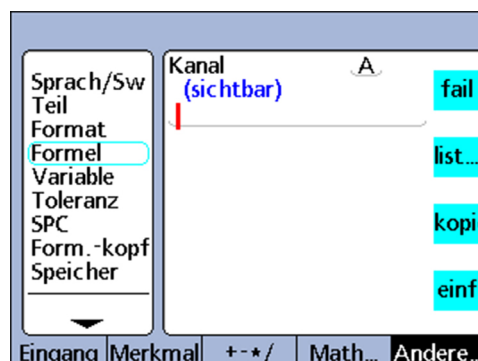 Sprach/Sw
Teil
Format
Formel
Variable
Toleranz
SPC
Form.-kopf
Speicher
Kanal A
(sichtbar)
fail
list...
kopi
einf
Eingang Merkmal +-*/ Math... Andere...